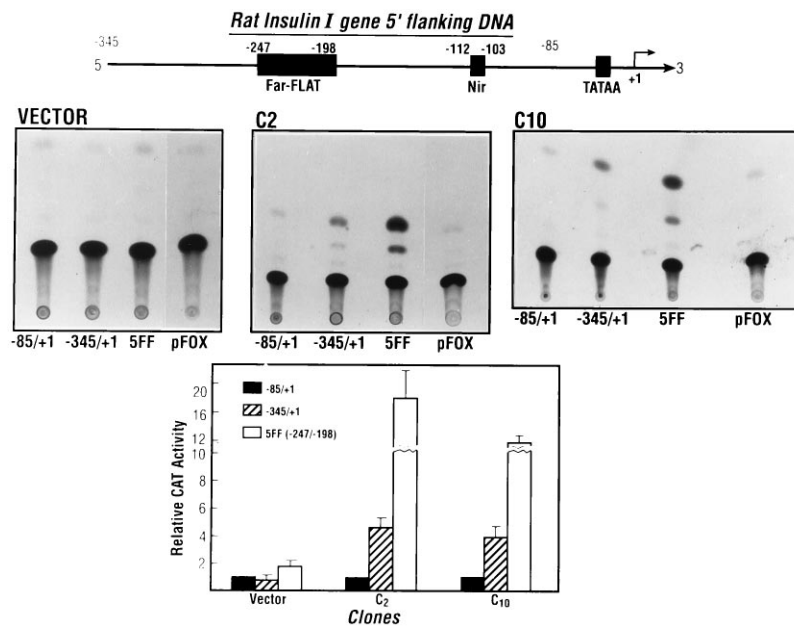 Rat Insulin I gene 5' flanking DNA
-345 -247 -198 -112 -103 -85
5 +1 3
Far-FLAT Nir TATAA
VECTOR C2 C10
-85/+1 -345/+1 5FF pFOX
-85/+1 -345/+1 5FF pFOX
-85/+1 -345/+1 5FF pFOX
Relative CAT Activity
20
16
12
10
8
6
4
2
-85/+1
-345/+1
5FF (-247/-198)
Vector C2 C10
Clones